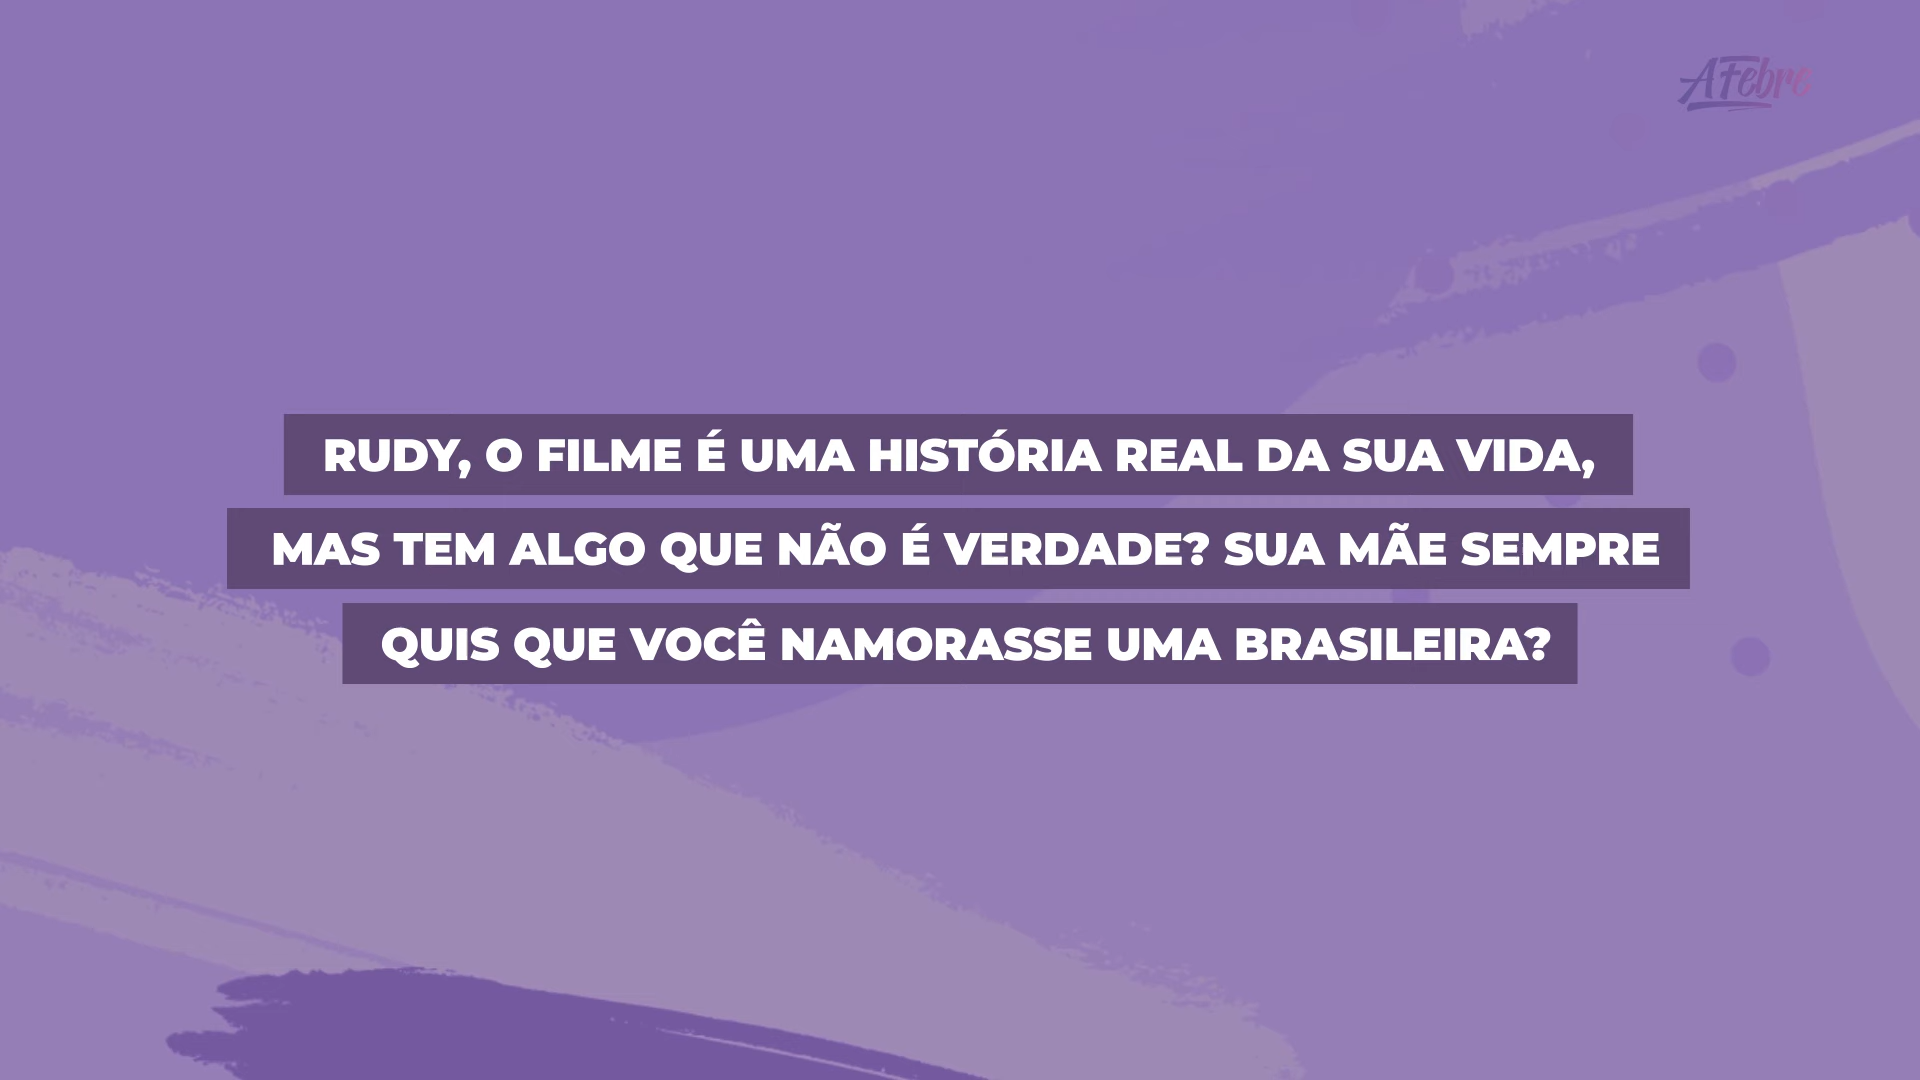 AFebre
RUDY, O FILME É UMA HISTÓRIA REAL DA SUA VIDA,
MAS TEM ALGO QUE NÃO É VERDADE? SUA MÃE SEMPRE
QUIS QUE VOCÊ NAMORASSE UMA BRASILEIRA?